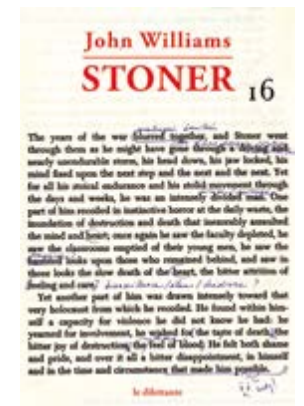 John Williams
STONER
16
The years of the war blurred together, and Stoner went
through them as he might have gone through a driving and
nearly unendurable storm, his head down, his jaw locked, his
mind fixed upon the next step and the next and the next. Yet
for all his stoical endurance and his stolid movement through
the days and weeks, he was an intensely divided man. One
part of him recoiled in instinctive horror at the daily waste, the
inundation of destruction and death that inexorably assaulted
the mind and heart; once again he saw the faculty depleted, he
saw the classrooms emptied of their young men, he saw the
haunted looks upon those who remained behind, and saw in
those looks the slow death of the heart, the bitter attrition of
feeling and care.
Yet another part of him was drawn intensely toward that
very holocaust from which he recoiled. He found within him-
self a capacity for violence he did not know he had: he
yearned for involvement, he wished for the taste of death, the
bitter joy of destruction, the feel of blood. He felt both shame
and pride, and over it all a bitter disappointment, in himself
and in the time and circumstance that made him possible.
le dilettante